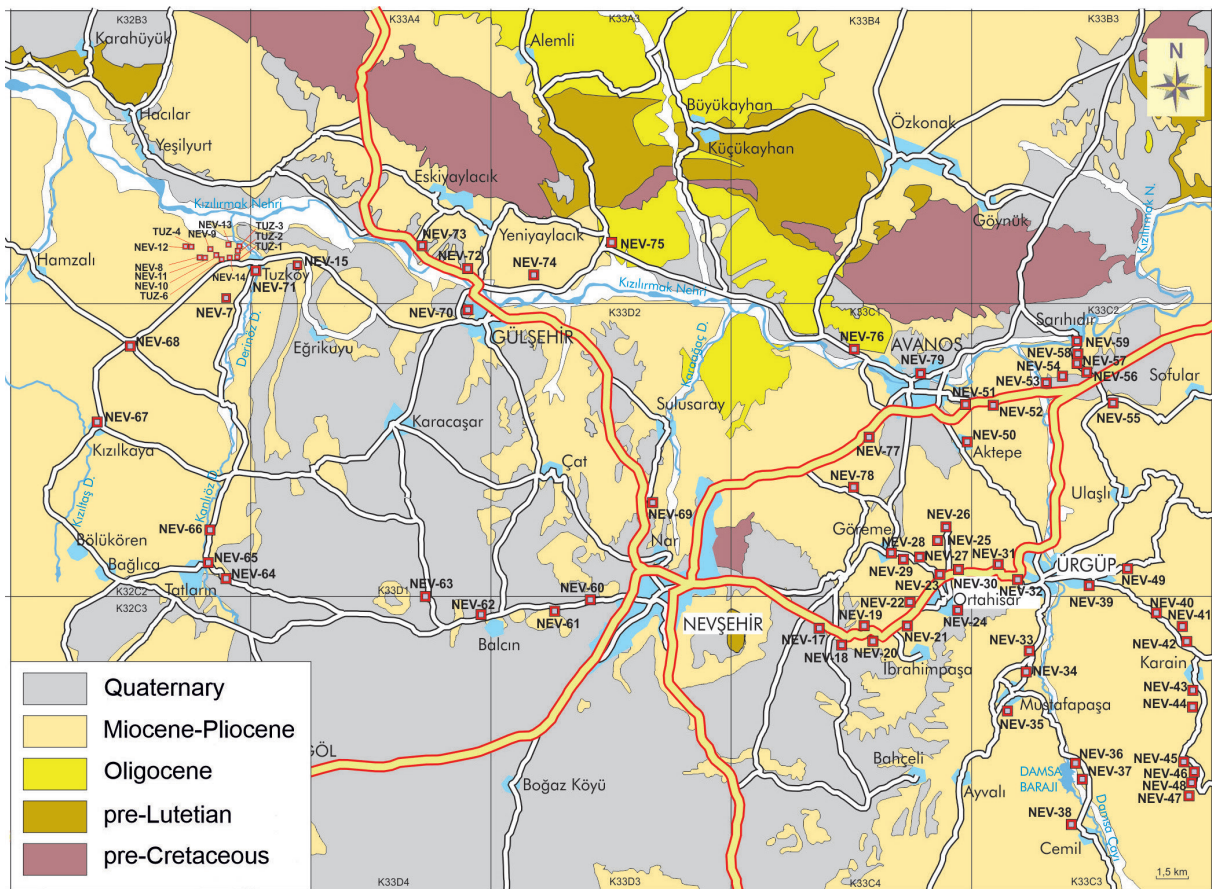 K32B3
K33A4
K33A3
K33B4
K33B3
Karahüyük
Alemli
N
Büyükayhan
Özkonak
Hacılar
Küçükayhan
Yeşilyurt
Eskiyaylacık
Kızılırmak Nehri
Göynük
Kızılırmak N.
TUZ-4
NEV-13
NEV-9
TUZ-3
TUZ-2
TUZ-1
NEV-12
NEV-8
NEV-11
NEV-10
TUZ-6
NEV-14
NEV-15
Tuzköy
NEV-71
NEV-7
Hamzalı
NEV-73
NEV-72
Yeniyaylacık
NEV-74
NEV-75
Kızılırmak Nehri
NEV-70
GÜLŞEHİR
K33D2
K33C1
K33C2
Sarıhıdır
NEV-68
Derinöz D.
Eğrikuyu
Karaağaç D.
NEV-76
AVANOS
NEV-79
NEV-59
NEV-58
NEV-57
NEV-54
NEV-53
NEV-56
Sofular
NEV-51
NEV-52
NEV-55
NEV-67
Kızılkaya
Karacaşar
Sulusaray
NEV-77
NEV-50
Aktepe
Kızıltaş D.
Kanlıöz D.
Çat
NEV-78
Ulaşlı
NEV-69
NEV-66
Göreme
NEV-26
NEV-25
NEV-28
NEV-27
NEV-31
Bölükören
Bağlıca
NEV-65
NEV-64
Tatların
Nar
NEV-29
NEV-23
NEV-30
ÜRGÜP
NEV-32
NEV-49
NEV-39
K32C2
K32C3
K33D1
NEV-63
NEV-62
NEV-60
NEV-61
Balcın
NEVŞEHİR
NEV-22
Ortahisar
NEV-24
NEV-19
NEV-17
NEV-18
NEV-20
NEV-21
İbrahimpaşa
NEV-40
NEV-41
NEV-42
NEV-33
Karain
NEV-34
NEV-43
NEV-44
Mustafapaşa
NEV-35
Quaternary
Miocene-Pliocene
GÖL
Oligocene
pre-Lutetian
pre-Cretaceous
Boğaz Köyü
Bahçeli
Ayvalı
NEV-36
DAMSA
BARAJI
NEV-37
NEV-45
NEV-46
NEV-48
NEV-47
NEV-38
Damsa Çayı
Cemil
K33D4
K33D3
K33C4
K33C3
1,5 km